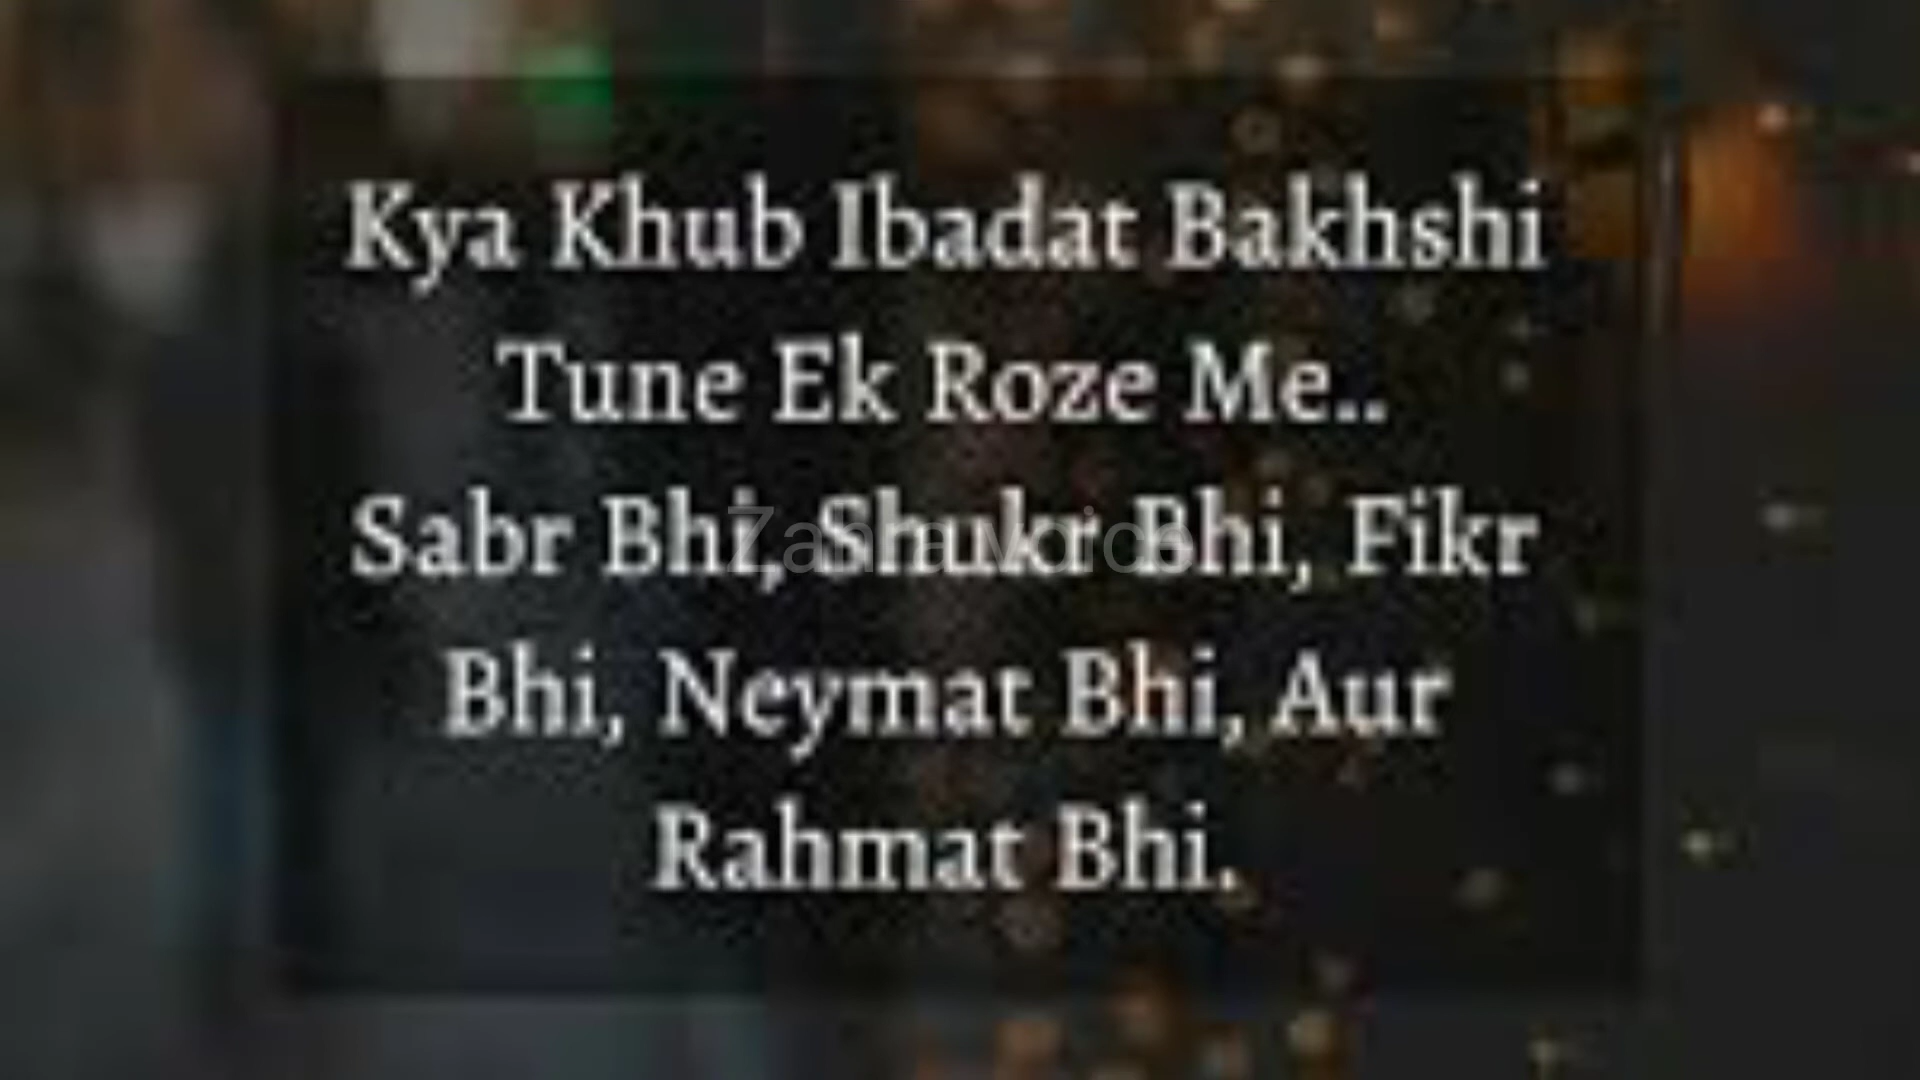 Kya Khub Ibadat Bakhshi
Tune Ek Roze Me..
Sabr Bhi, Shukr Bhi, Fikr
Bhi, Neymat Bhi, Aur
Rahmat Bhi.